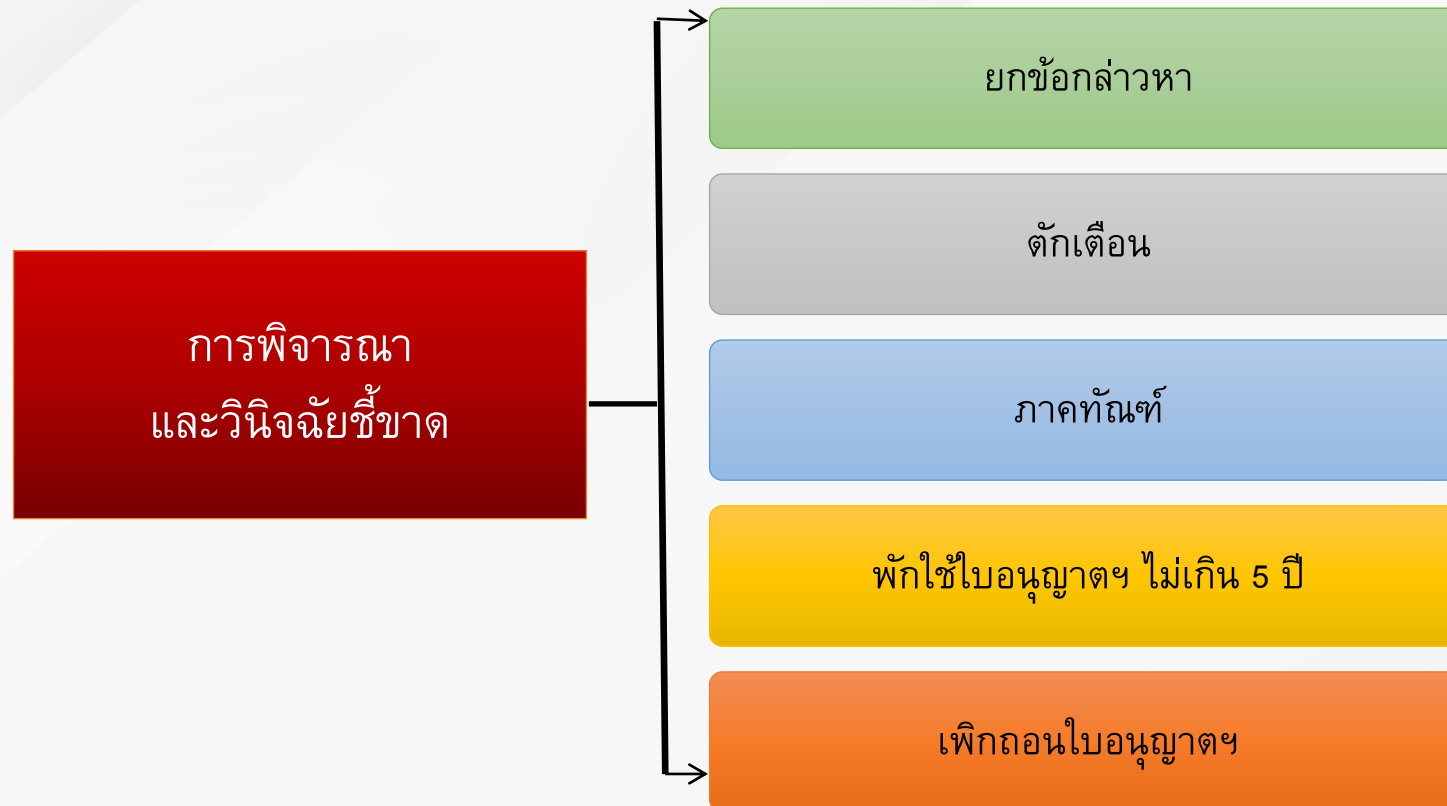 การพิจารณา
และวินิจฉัยชี้ขาด
ยกข้อกล่าวหา
ตักเตือน
ภาคทัณฑ์
พักใช้ใบอนุญาตฯ ไม่เกิน 5 ปี
เพิกถอนใบอนุญาตฯ